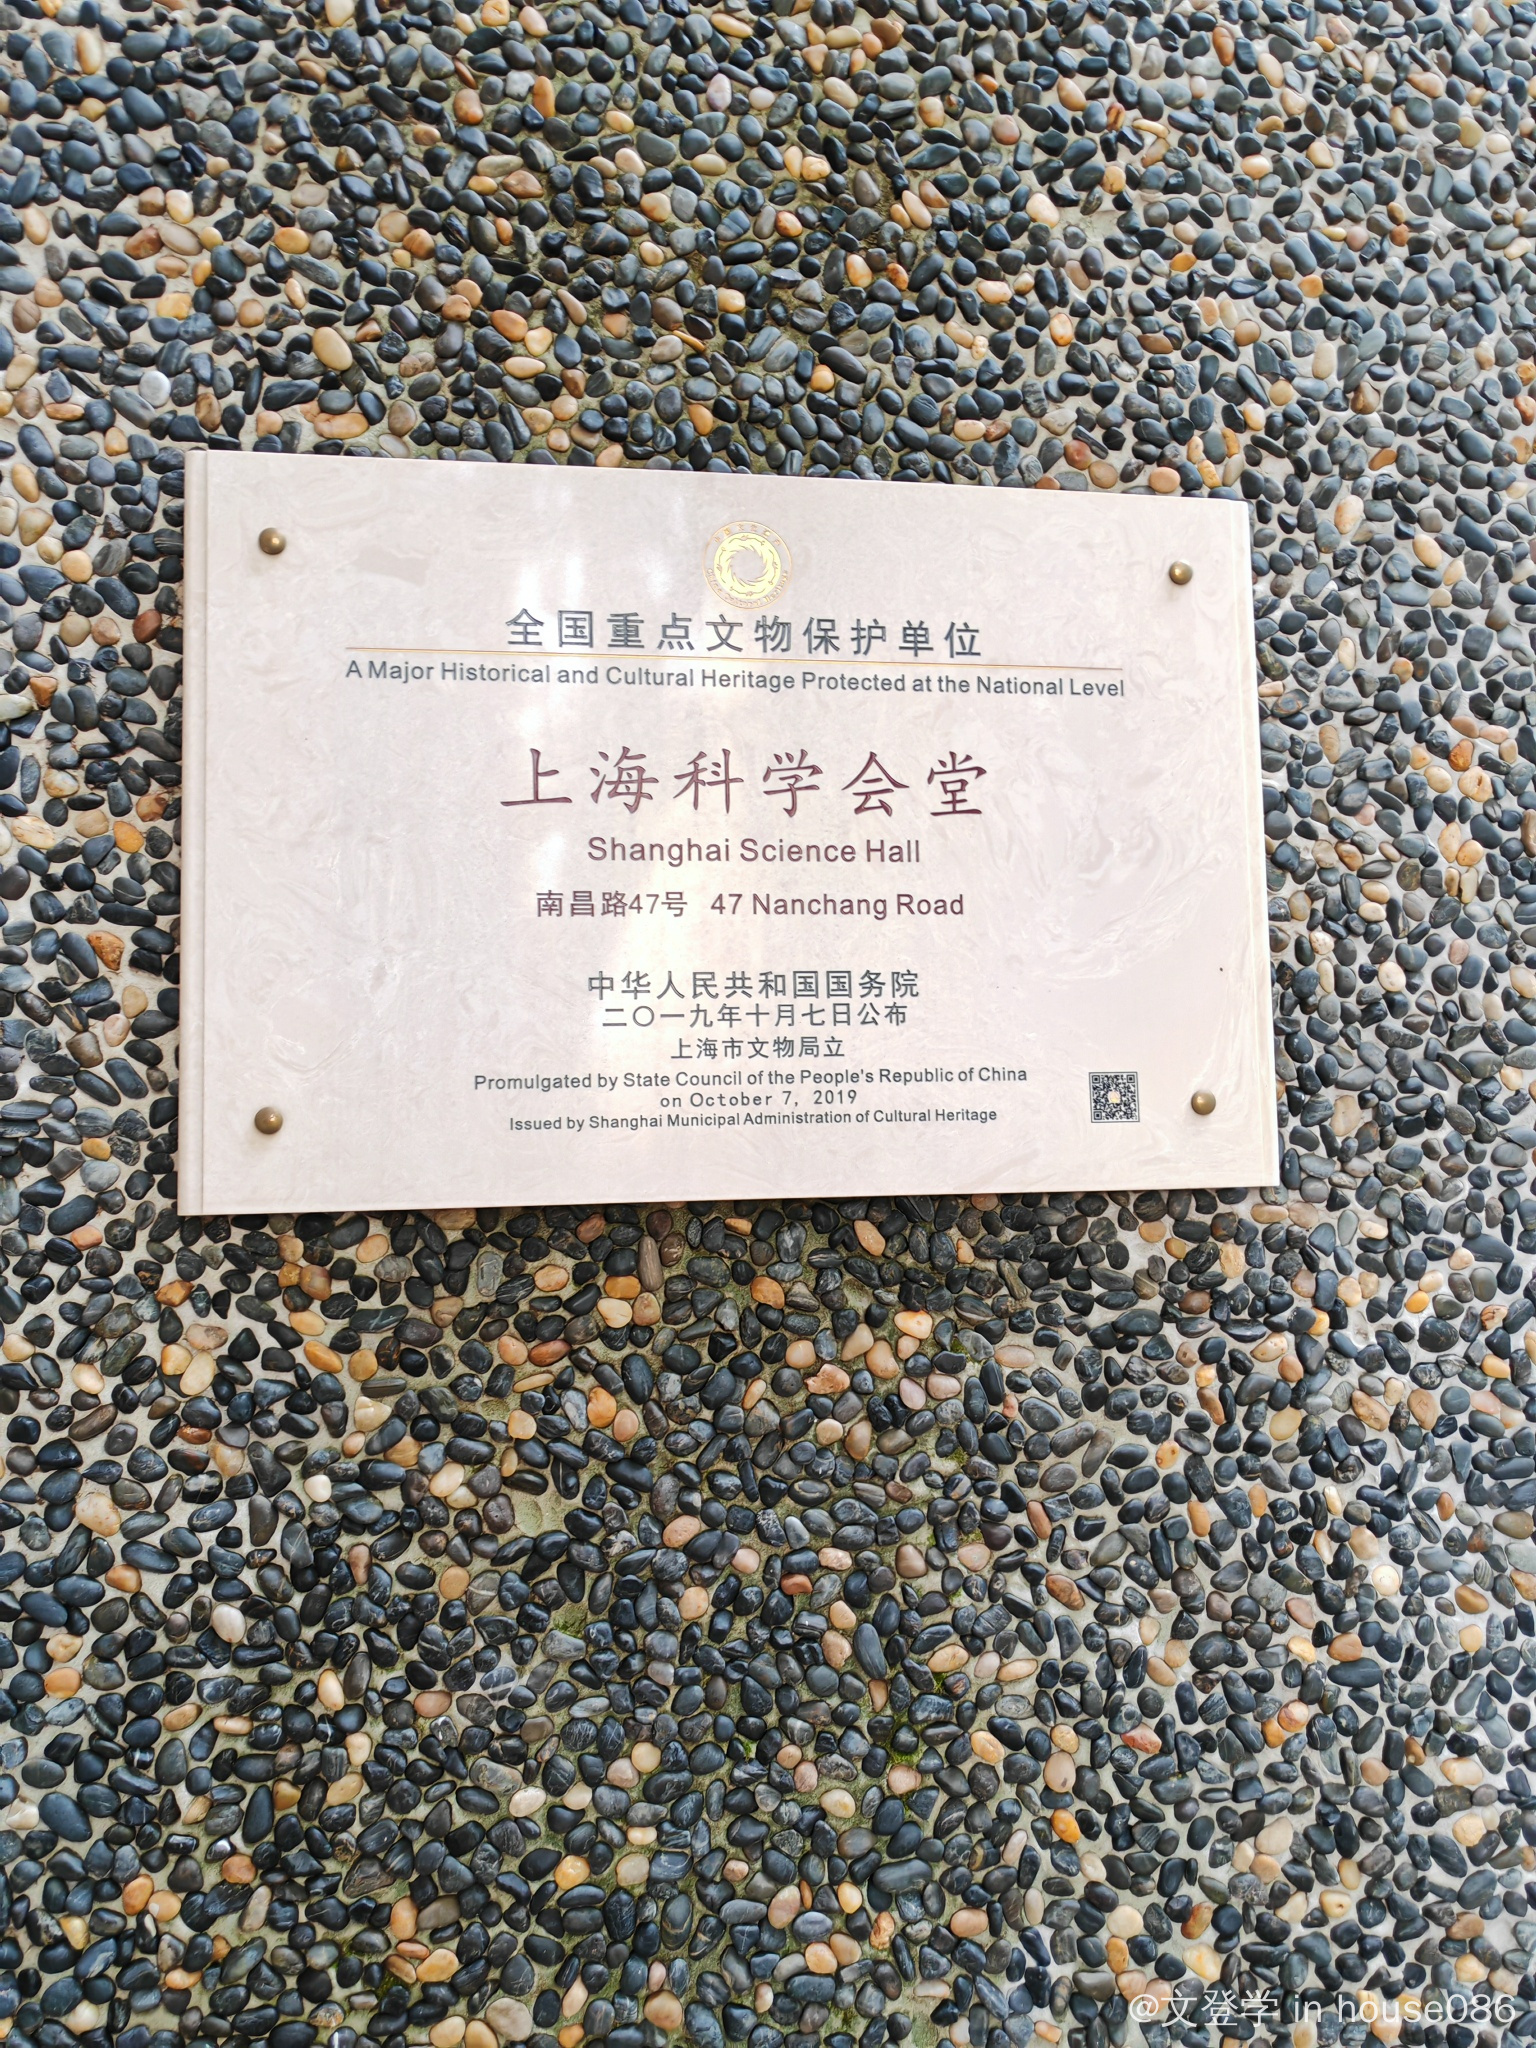 全国重点文物保护单位
A Major Historical and Cultural Heritage Protected at the National Level
上海科学会堂
Shanghai Science Hall
南昌路47号 47 Nanchang Road
中华人民共和国国务院
二〇一九年十月七日公布
上海市文物局立
Promulgated by State Council of the People's Republic of China
on October 7, 2019
Issued by Shanghai Municipal Administration of Cultural Heritage
@文登学 in house086